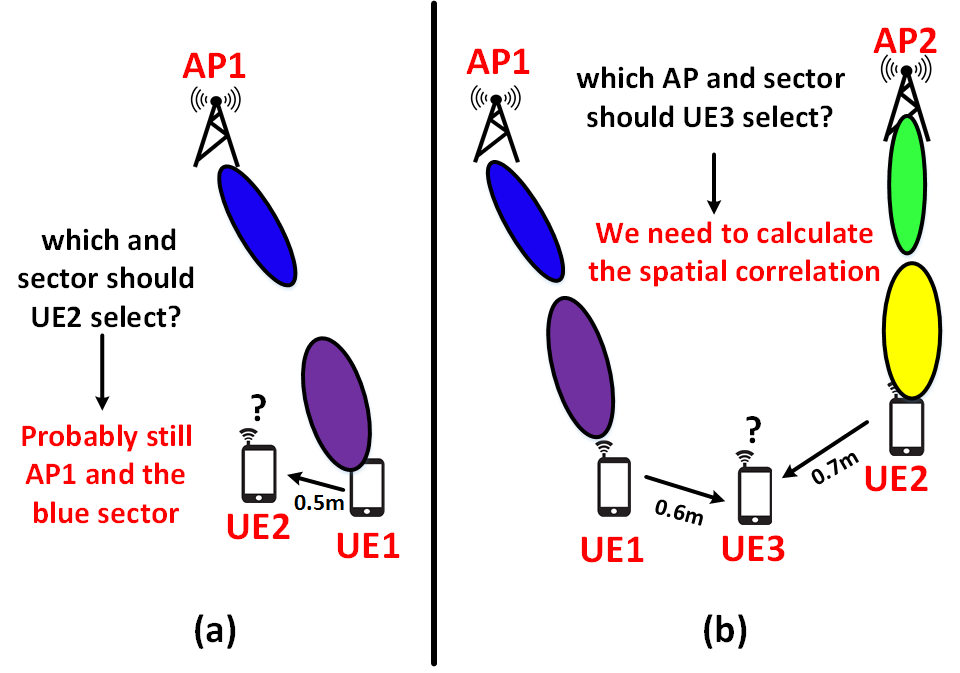 AP1
which and
sector should
UE2 select?
Probably still
AP1 and the
blue sector
?
0.5m
UE2
UE1
(a)
AP1
AP2
which AP and sector
should UE3 select?
We need to calculate
the spatial correlation
?
0.6m
0.7m
UE1
UE3
UE2
(b)